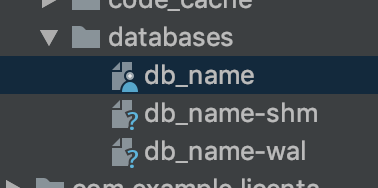 code_cache
databases
db_name
db_name-shm
db_name-wal
com.example.licenta